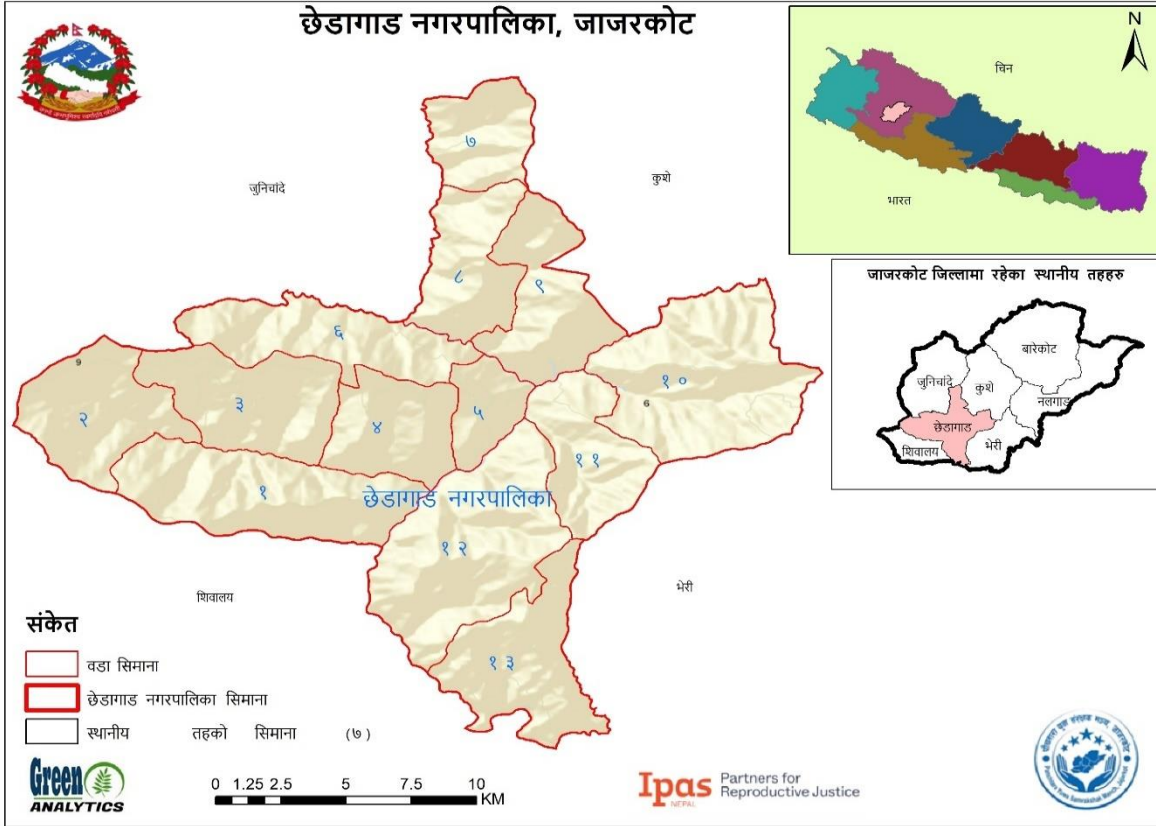 छेडागाड नगरपालिका, जाजरकोट
N
चिन
भारत
जुनिचांदे
कुशे
७
८
९
६
१०
९
२
३
४
५
6
११
१
छेडागाड नगरपालिका
१२
१३
शिवालय
भेरी
जाजरकोट जिल्लामा रहेका स्थानीय तहहरु
बारेकोट
जुनिचांदे
कुशे
नलगाड
छेडागाड
शिवालय
भेरी
संकेत
वडा सिमाना
छेडागाड नगरपालिका सिमाना
स्थानीय तहको सिमाना (७)
Green
ANALYTICS
0 1.25 2.5 5 7.5 10
KM
Ipas
NEPAL
Partners for
Reproductive Justice